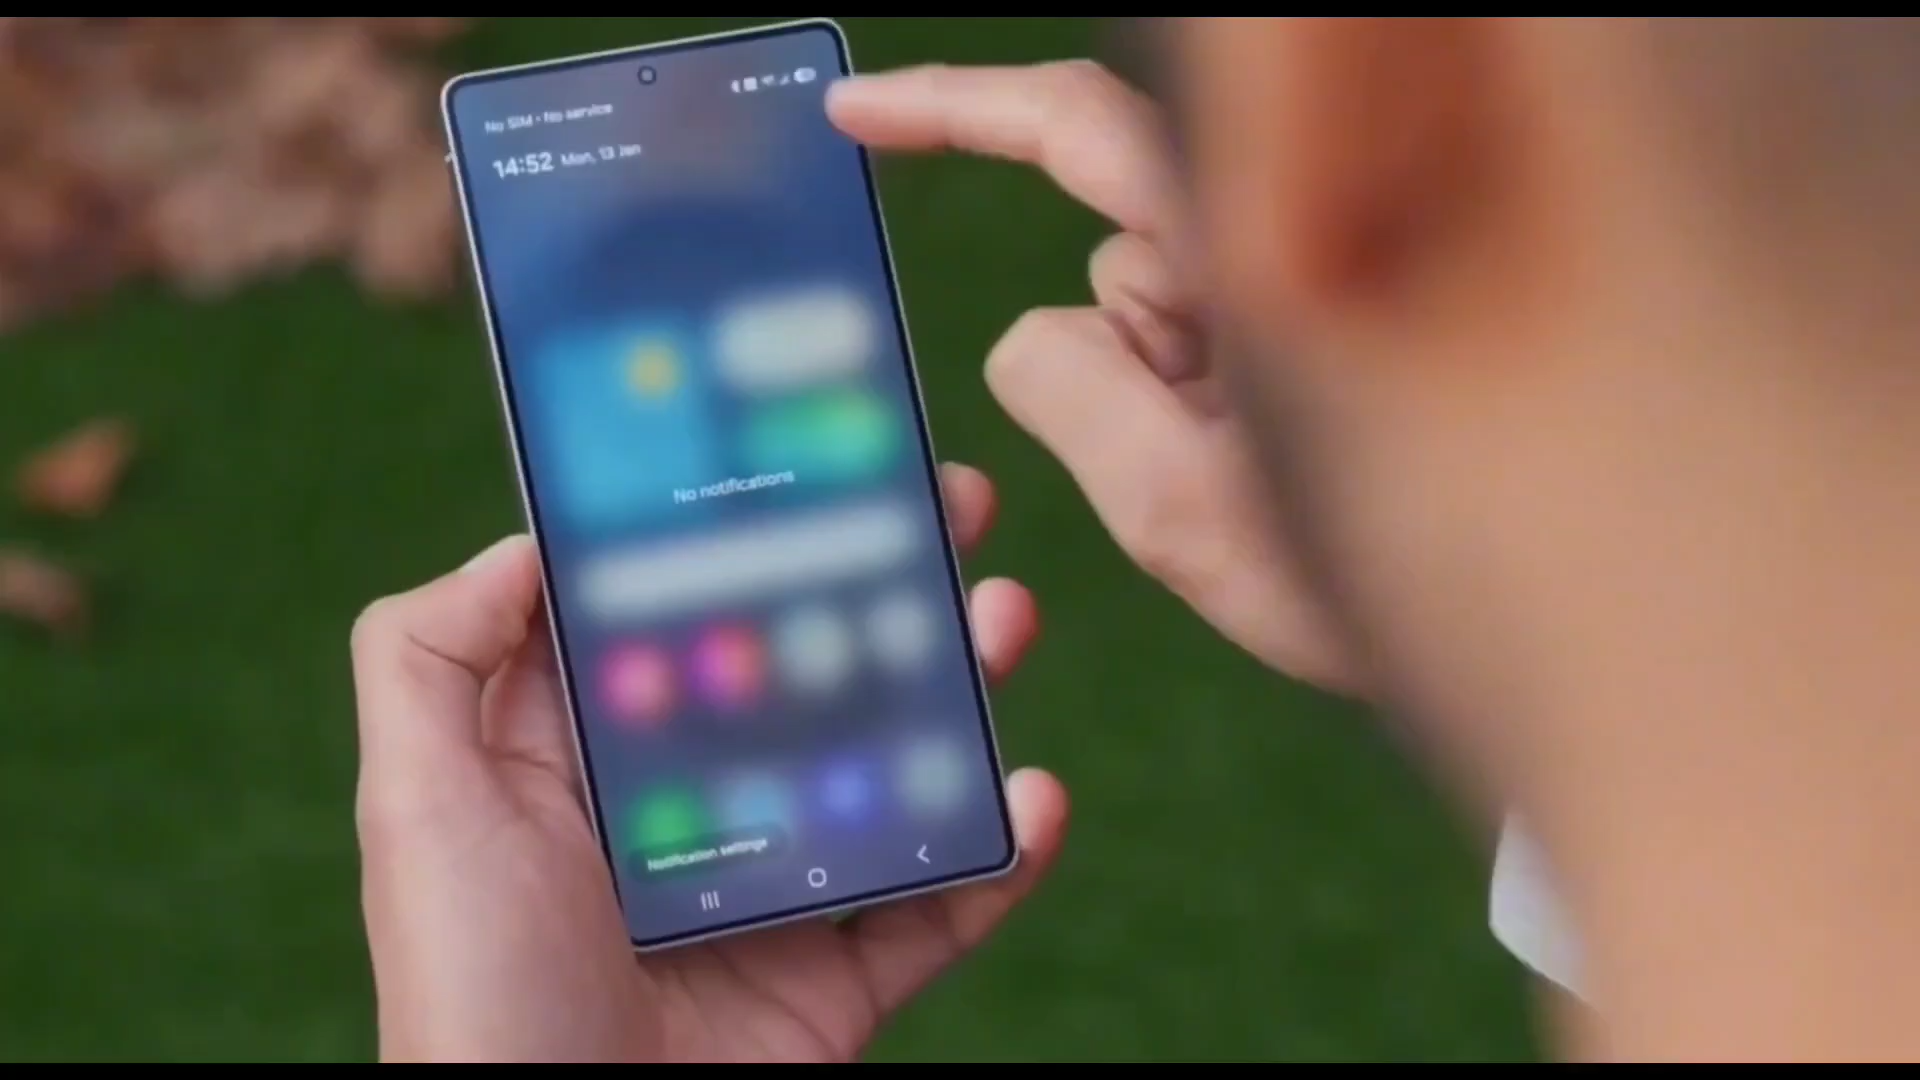 No SIM • No service
14:52 Mon, 13 Jan
No notifications
Notification settings